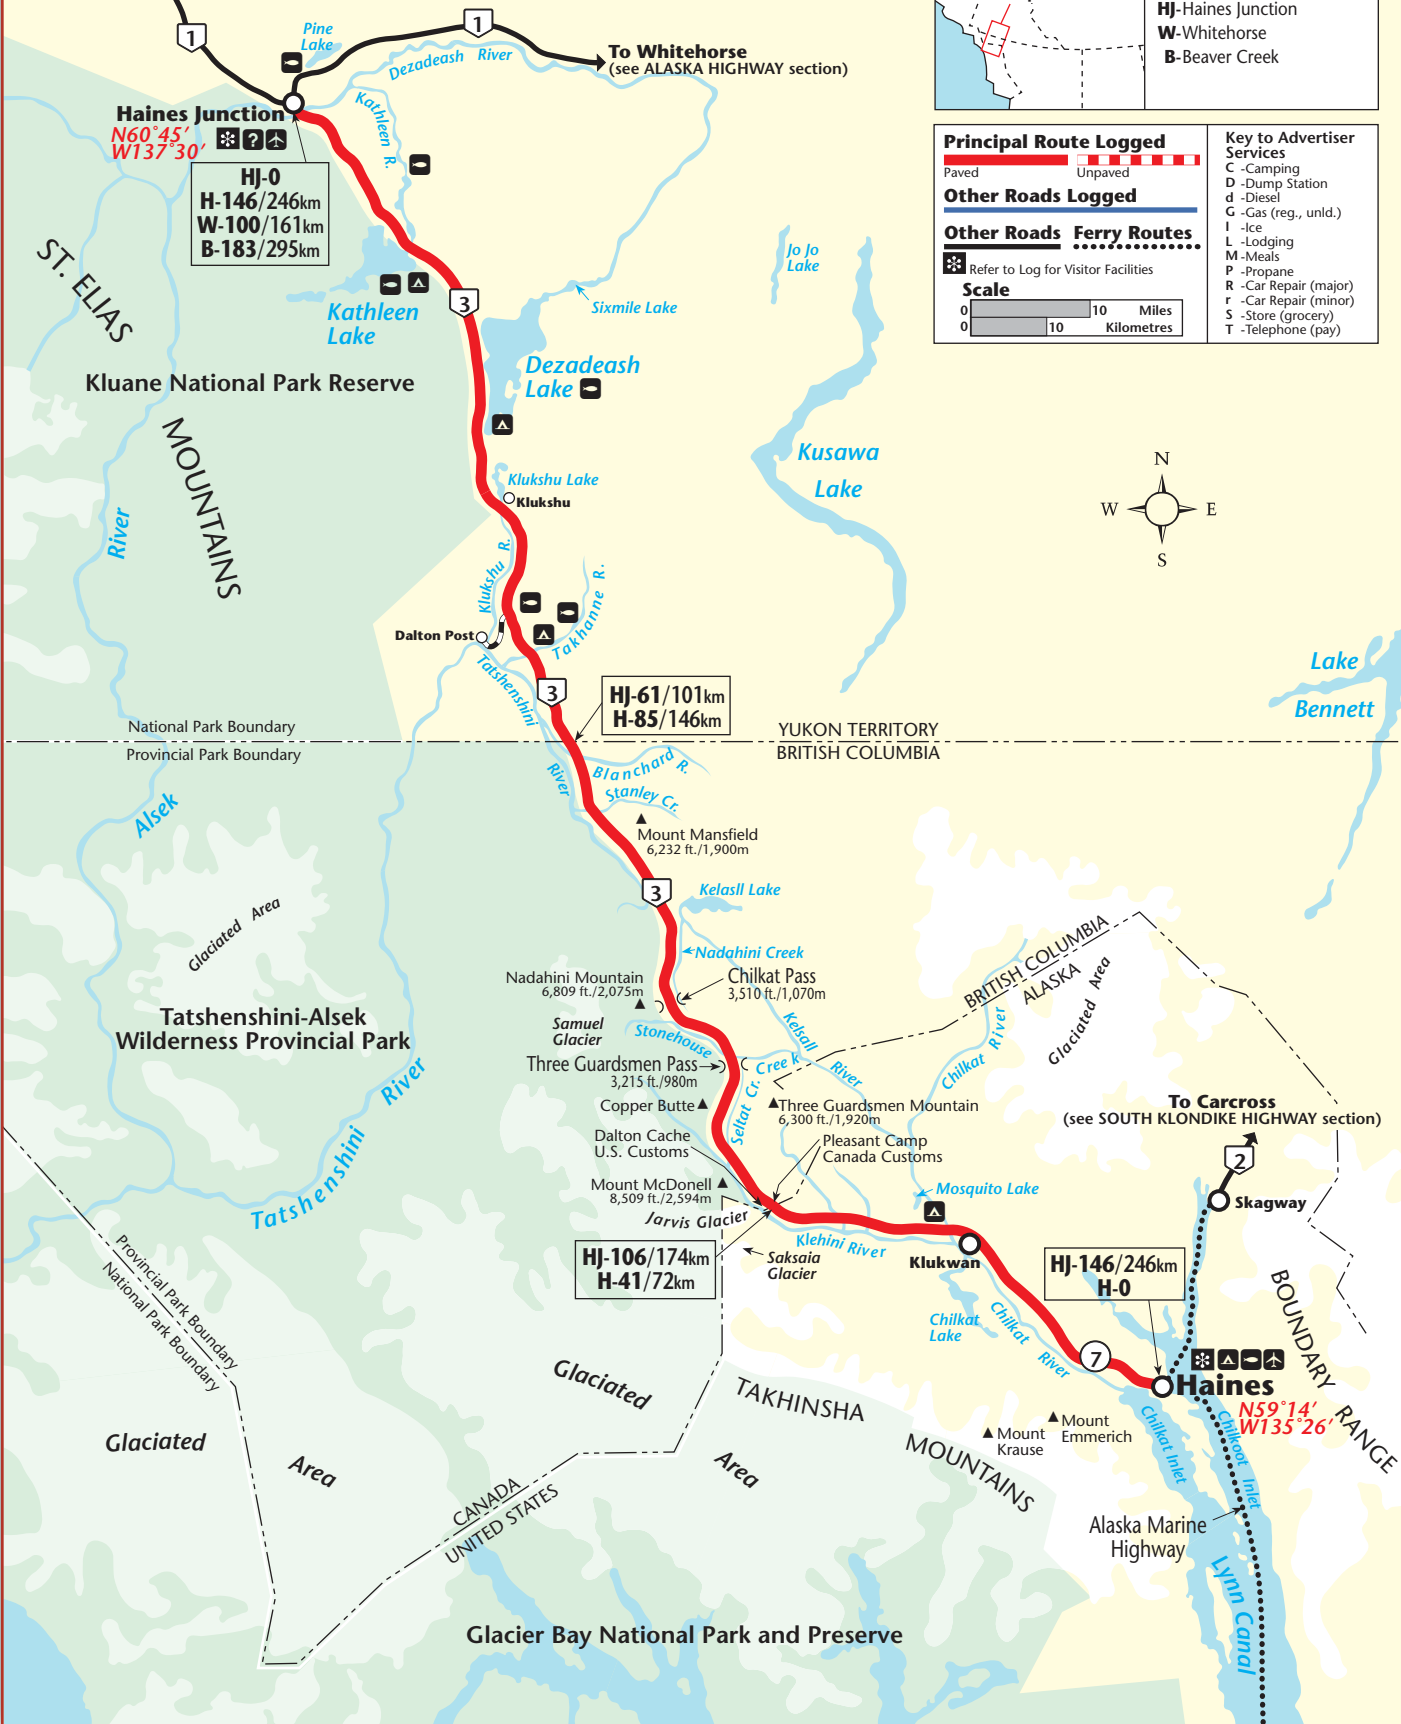 HJ-Haines Junction
W-Whitehorse
B-Beaver Creek
1
1
Pine
Lake
Dezadeash River
To Whitehorse
(see ALASKA HIGHWAY section)
Haines Junction
N60°45'
W137°30'
?
Kathleen R.
HJ-0
H-146/246km
W-100/161km
B-183/295km
Principal Route Logged
Paved
Unpaved
Other Roads Logged
Other Roads
Ferry Routes
Refer to Log for Visitor Facilities
Scale
0
10
Miles
0
10
Kilometres
Key to Advertiser
Services
C -Camping
D -Dump Station
d -Diesel
G -Gas (reg., unld.)
I -Ice
L -Lodging
M -Meals
P -Propane
R -Car Repair (major)
r -Car Repair (minor)
S -Store (grocery)
T -Telephone (pay)
ST. ELIAS
MOUNTAINS
Jo Jo
Lake
Kathleen
Lake
3
Sixmile Lake
Dezadeash
Lake
Kluane National Park Reserve
Kusawa
Lake
Klukshu Lake
Klukshu
N
W
E
S
River
Klukshu R.
Takhanne R.
Dalton Post
Tatshenshini
River
3
HJ-61/101km
H-85/146km
Lake
Bennett
National Park Boundary
Provincial Park Boundary
YUKON TERRITORY
BRITISH COLUMBIA
Blanchard R.
Stanley Cr.
Alsek
Mount Mansfield
6,232 ft./1,900m
3
Kelasll Lake
Glaciated Area
Nadahini Creek
Nadahini Mountain
6,809 ft./2,075m
Chilkat Pass
3,510 ft./1,070m
BRITISH COLUMBIA
ALASKA
Glaciated Area
Tatshenshini-Alsek
Wilderness Provincial Park
Samuel
Glacier
Stonehouse
Creek
Kelsall
River
Chilkat River
Three Guardsmen Pass
3,215 ft./980m
Copper Butte
Seltat Cr.
Three Guardsmen Mountain
6,300 ft./1,920m
Dalton Cache
U.S. Customs
Pleasant Camp
Canada Customs
To Carcross
(see SOUTH KLONDIKE HIGHWAY section)
2
Skagway
Tatshenshini
River
Mount McDonell
8,509 ft./2,594m
Jarvis Glacier
Mosquito Lake
Klehini River
Klukwan
HJ-106/174km
H-41/72km
Saksaia
Glacier
HJ-146/246km
H-0
Provincial Park Boundary
National Park Boundary
Chilkat
Lake
Chilkat
River
7
Haines
N59°14'
W135°26'
BOUNDARY RANGE
Glaciated
Area
TAKHINSHA
MOUNTAINS
Mount
Emmerich
Mount
Krause
Chilkat Inlet
Chilkoot Inlet
Glaciated
Area
CANADA
UNITED STATES
Alaska Marine
Highway
Lynn Canal
Glacier Bay National Park and Preserve